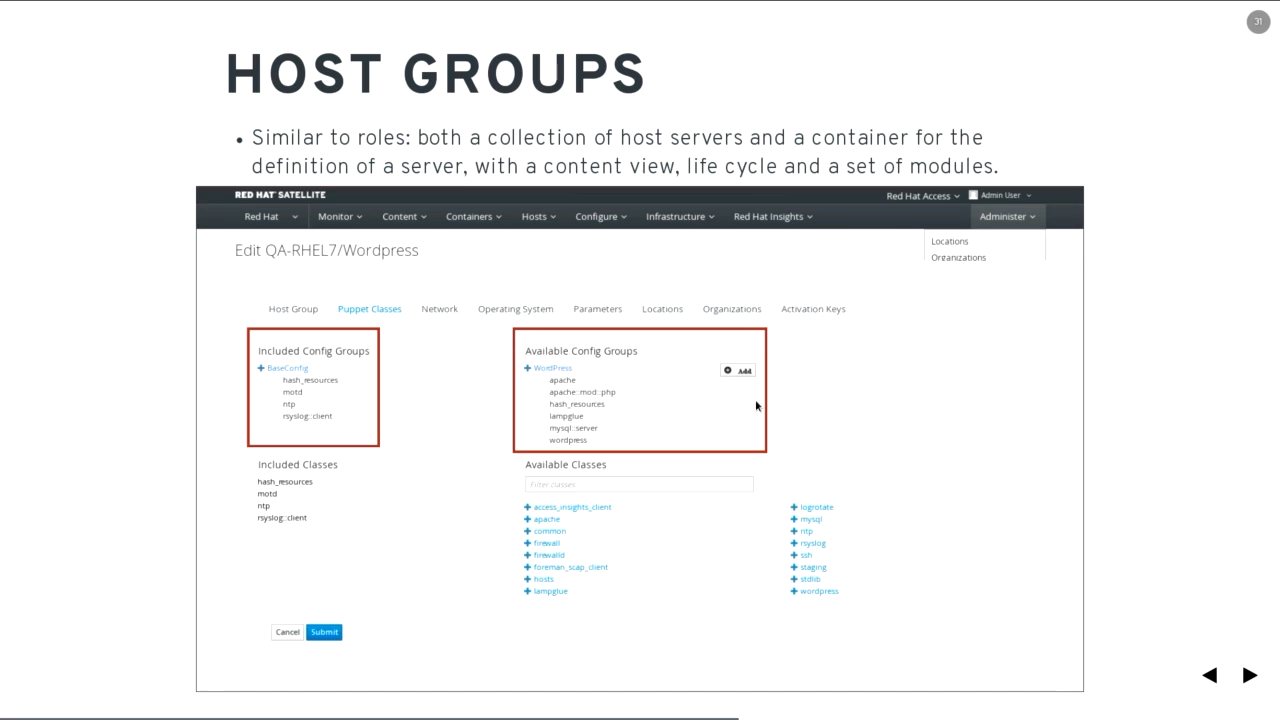 31
HOST GROUPS
• Similar to roles: both a collection of host servers and a container for the
definition of a server, with a content view, life cycle and a set of modules.
RED HAT SATELLITE
Red Hat Access
Admin User
Red Hat
Monitor
Content
Containers
Hosts
Configure
Infrastructure
Red Hat Insights
Administer
Locations
Organizations
Edit QA-RHEL7/Wordpress
Host Group
Puppet Classes
Network
Operating System
Parameters
Locations
Organizations
Activation Keys
Included Config Groups
BaseConfig
hash_resources
motd
ntp
rsyslog::client
Available Config Groups
WordPress
Add
apache
apache::mod::php
hash_resources
lampglue
mysql::server
wordpress
Included Classes
hash_resources
motd
ntp
rsyslog::client
Available Classes
Filter classes
access_insights_client
apache
common
firewall
firewalld
foreman_scap_client
hosts
lampglue
logrotate
mysql
ntp
rsyslog
ssh
staging
stdlib
wordpress
Cancel
Submit